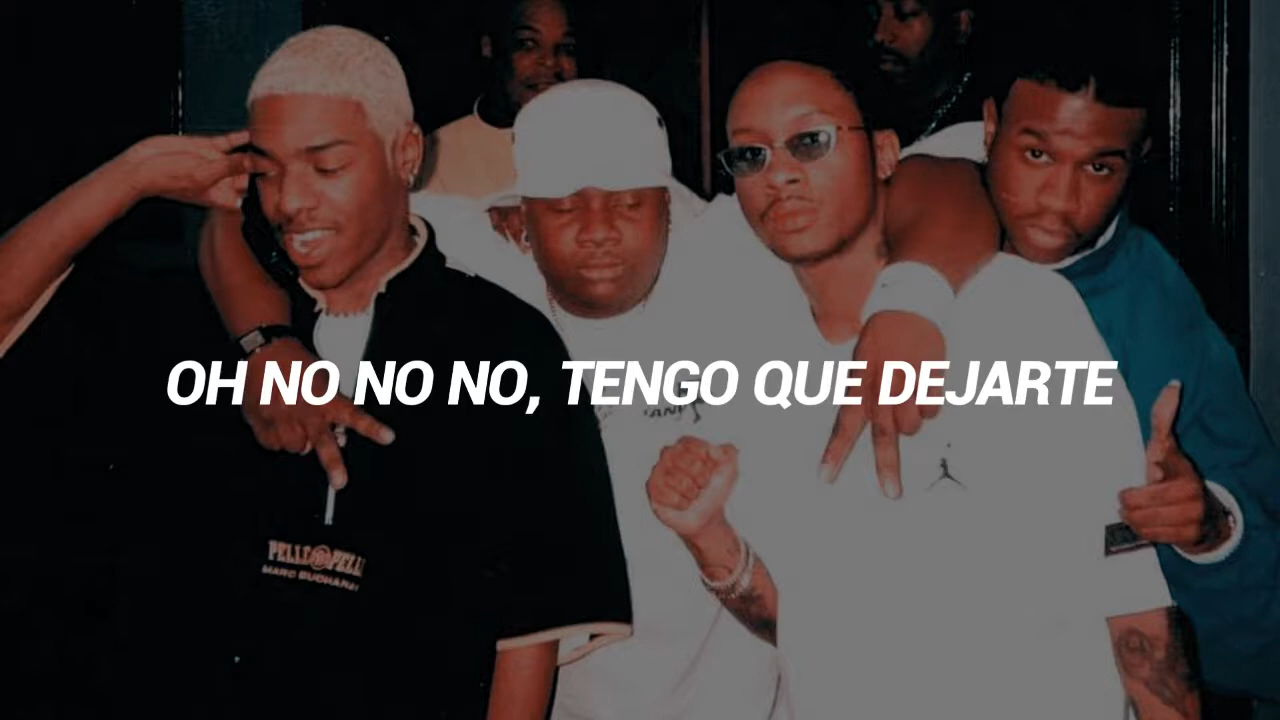 OH NO NO NO, TENGO QUE DEJARTE
PELLE PELLE
MARC BUCHANAN